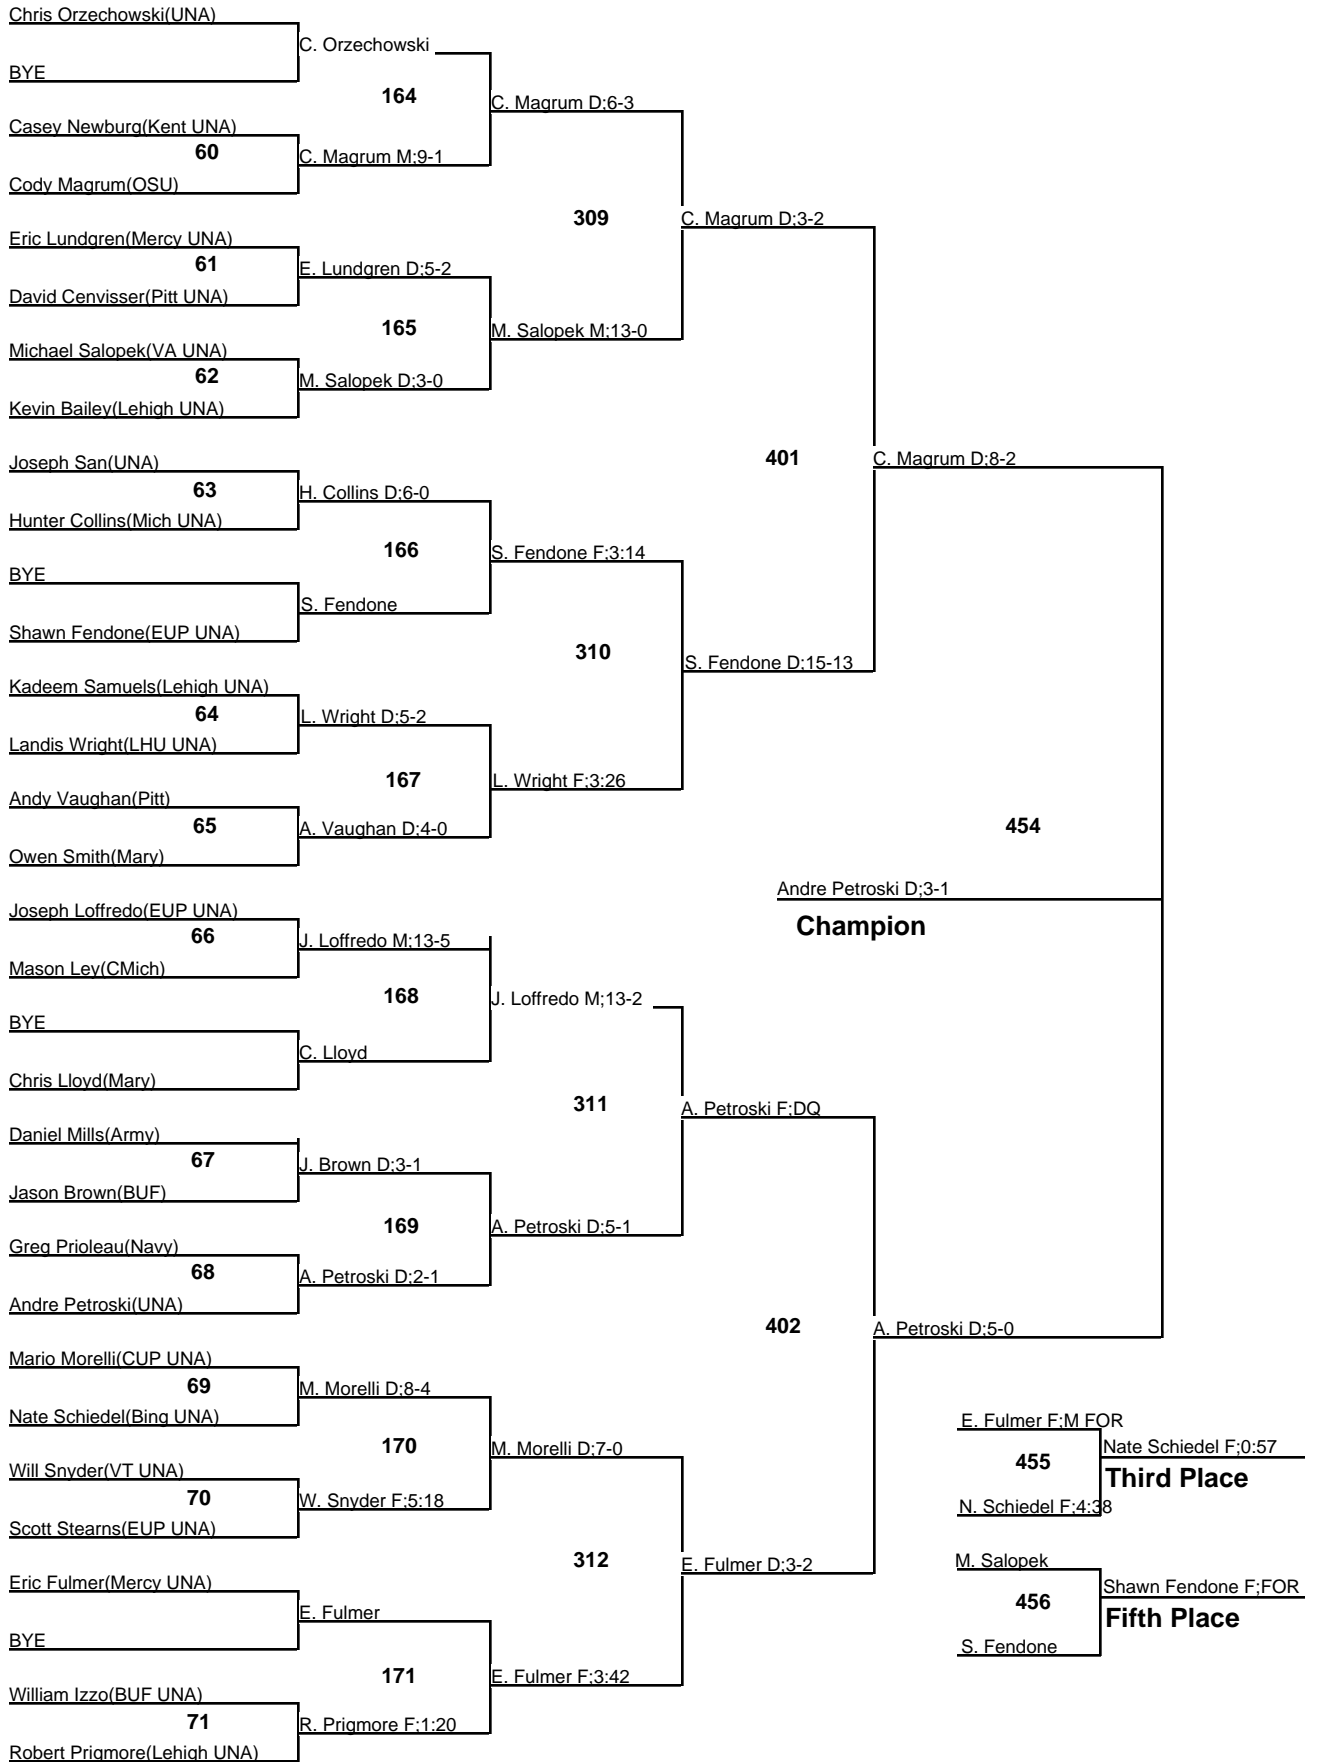 Chris Orzechowski(UNA)
C. Orzechowski
BYE
164
C. Magrum D;6-3
Casey Newburg(Kent UNA)
60
C. Magrum M;9-1
Cody Magrum(OSU)
309
C. Magrum D;3-2
Eric Lundgren(Mercy UNA)
61
E. Lundgren D;5-2
David Cenvisser(Pitt UNA)
165
M. Salopek M;13-0
Michael Salopek(VA UNA)
62
M. Salopek D;3-0
Kevin Bailey(Lehigh UNA)
401
C. Magrum D;8-2
Joseph San(UNA)
63
H. Collins D;6-0
Hunter Collins(Mich UNA)
166
S. Fendone F;3:14
BYE
S. Fendone
Shawn Fendone(EUP UNA)
310
S. Fendone D;15-13
Kadeem Samuels(Lehigh UNA)
64
L. Wright D;5-2
Landis Wright(LHU UNA)
167
L. Wright F;3:26
Andy Vaughan(Pitt)
65
A. Vaughan D;4-0
Owen Smith(Mary)
454
Andre Petroski D;3-1
Champion
Joseph Loffredo(EUP UNA)
66
J. Loffredo M;13-5
Mason Ley(CMich)
168
J. Loffredo M;13-2
BYE
C. Lloyd
Chris Lloyd(Mary)
311
A. Petroski F;DQ
Daniel Mills(Army)
67
J. Brown D;3-1
Jason Brown(BUF)
169
A. Petroski D;5-1
Greg Prioleau(Navy)
68
A. Petroski D;2-1
Andre Petroski(UNA)
402
A. Petroski D;5-0
Mario Morelli(CUP UNA)
69
M. Morelli D;8-4
Nate Schiedel(Bing UNA)
170
M. Morelli D;7-0
Will Snyder(VT UNA)
70
W. Snyder F;5:18
Scott Stearns(EUP UNA)
312
E. Fulmer D;3-2
Eric Fulmer(Mercy UNA)
E. Fulmer
BYE
171
E. Fulmer F;3:42
William Izzo(BUF UNA)
71
R. Prigmore F;1:20
Robert Prigmore(Lehigh UNA)
E. Fulmer F;M FOR
455
Nate Schiedel F;0:57
Third Place
N. Schiedel F;4:38
M. Salopek
456
Shawn Fendone F;FOR
Fifth Place
S. Fendone